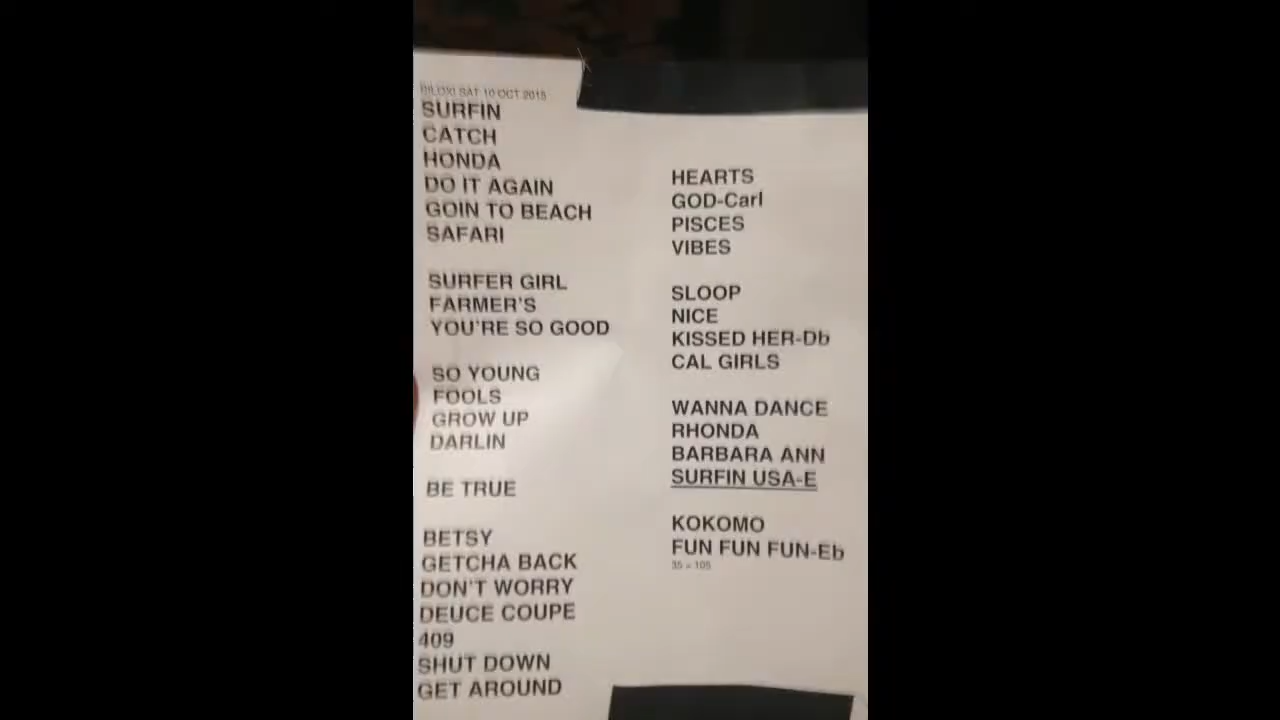 BILOXI SAT 10 OCT 2015
SURFIN
CATCH
HONDA
DO IT AGAIN
GOIN TO BEACH
SAFARI
SURFER GIRL
FARMER'S
YOU'RE SO GOOD
SO YOUNG
FOOLS
GROW UP
DARLIN
BE TRUE
BETSY
GETCHA BACK
DON'T WORRY
DEUCE COUPE
409
SHUT DOWN
GET AROUND
HEARTS
GOD-Carl
PISCES
VIBES
SLOOP
NICE
KISSED HER-Db
CAL GIRLS
WANNA DANCE
RHONDA
BARBARA ANN
SURFIN USA-E
KOKOMO
FUN FUN FUN-Eb
35 = 105